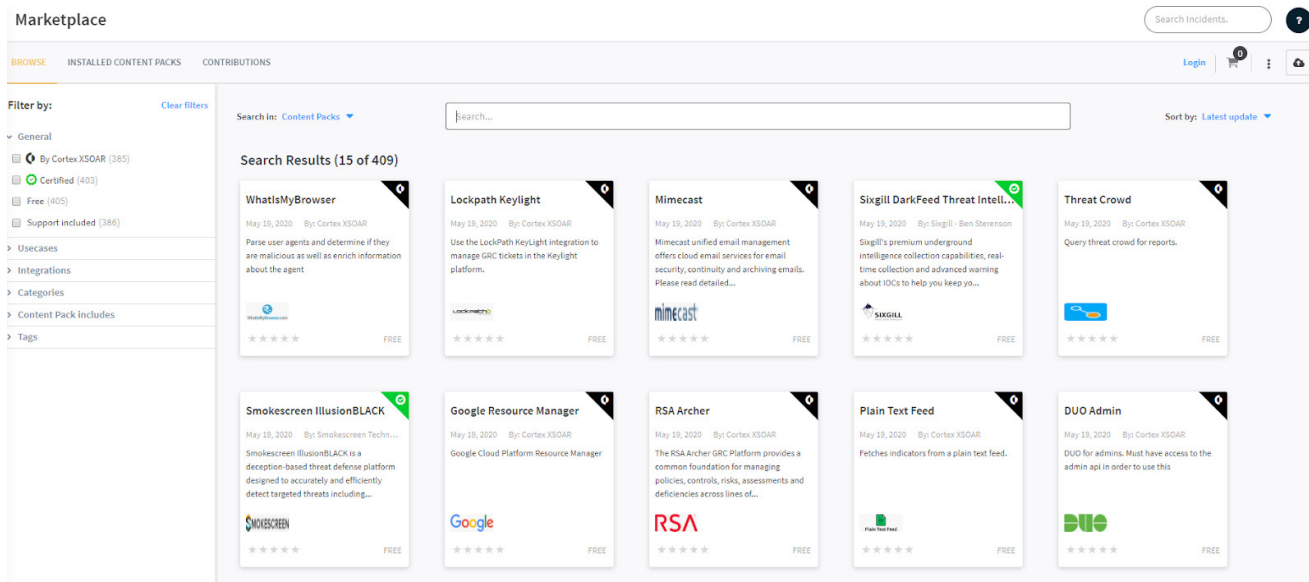 Marketplace
Search Incidents.
?
BROWSE
INSTALLED CONTENT PACKS
CONTRIBUTIONS
Login
0
Filter by:
Clear filters
General
By Cortex XSOAR (385)
Certified (403)
Free (405)
Support included (386)
Usecases
Integrations
Categories
Content Pack includes
Tags
Search in: Content Packs
Search...
Sort by: Latest update
Search Results (15 of 409)
WhatIsMyBrowser
May 19, 2020 By: Cortex XSOAR
Parse user agents and determine if they
are malicious as well as enrich information
about the agent
WhatIsMyBrowser.com
FREE
Lockpath Keylight
May 19, 2020 By: Cortex XSOAR
Use the LockPath KeyLight integration to
manage GRC tickets in the Keylight
platform.
LockPath
FREE
Mimecast
May 19, 2020 By: Cortex XSOAR
Mimecast unified email management
offers cloud email services for email
security, continuity and archiving emails.
Please read detailed...
mimecast
FREE
Sixgill DarkFeed Threat Intell...
May 19, 2020 By: Sixgill - Ben Sterenson
Sixgill's premium underground
intelligence collection capabilities, real-
time collection and advanced warning
about IOCs to help you keep yo...
SIXGILL
FREE
Threat Crowd
May 19, 2020 By: Cortex XSOAR
Query threat crowd for reports.
FREE
Smokescreen IllusionBLACK
May 19, 2020 By: Smokescreen Techn...
Smokescreen IllusionBLACK is a
deception-based threat defense platform
designed to accurately and efficiently
detect targeted threats including...
SMOKESCREEN
FREE
Google Resource Manager
May 19, 2020 By: Cortex XSOAR
Google Cloud Platform Resource Manager
Google
FREE
RSA Archer
May 19, 2020 By: Cortex XSOAR
The RSA Archer GRC Platform provides a
common foundation for managing
policies, controls, risks, assessments and
deficiencies across lines of...
RSA
FREE
Plain Text Feed
May 19, 2020 By: Cortex XSOAR
Fetches indicators from a plain text feed.
Plain Text Feed
FREE
DUO Admin
May 19, 2020 By: Cortex XSOAR
DUO for admins. Must have access to the
admin api in order to use this
DUO
FREE